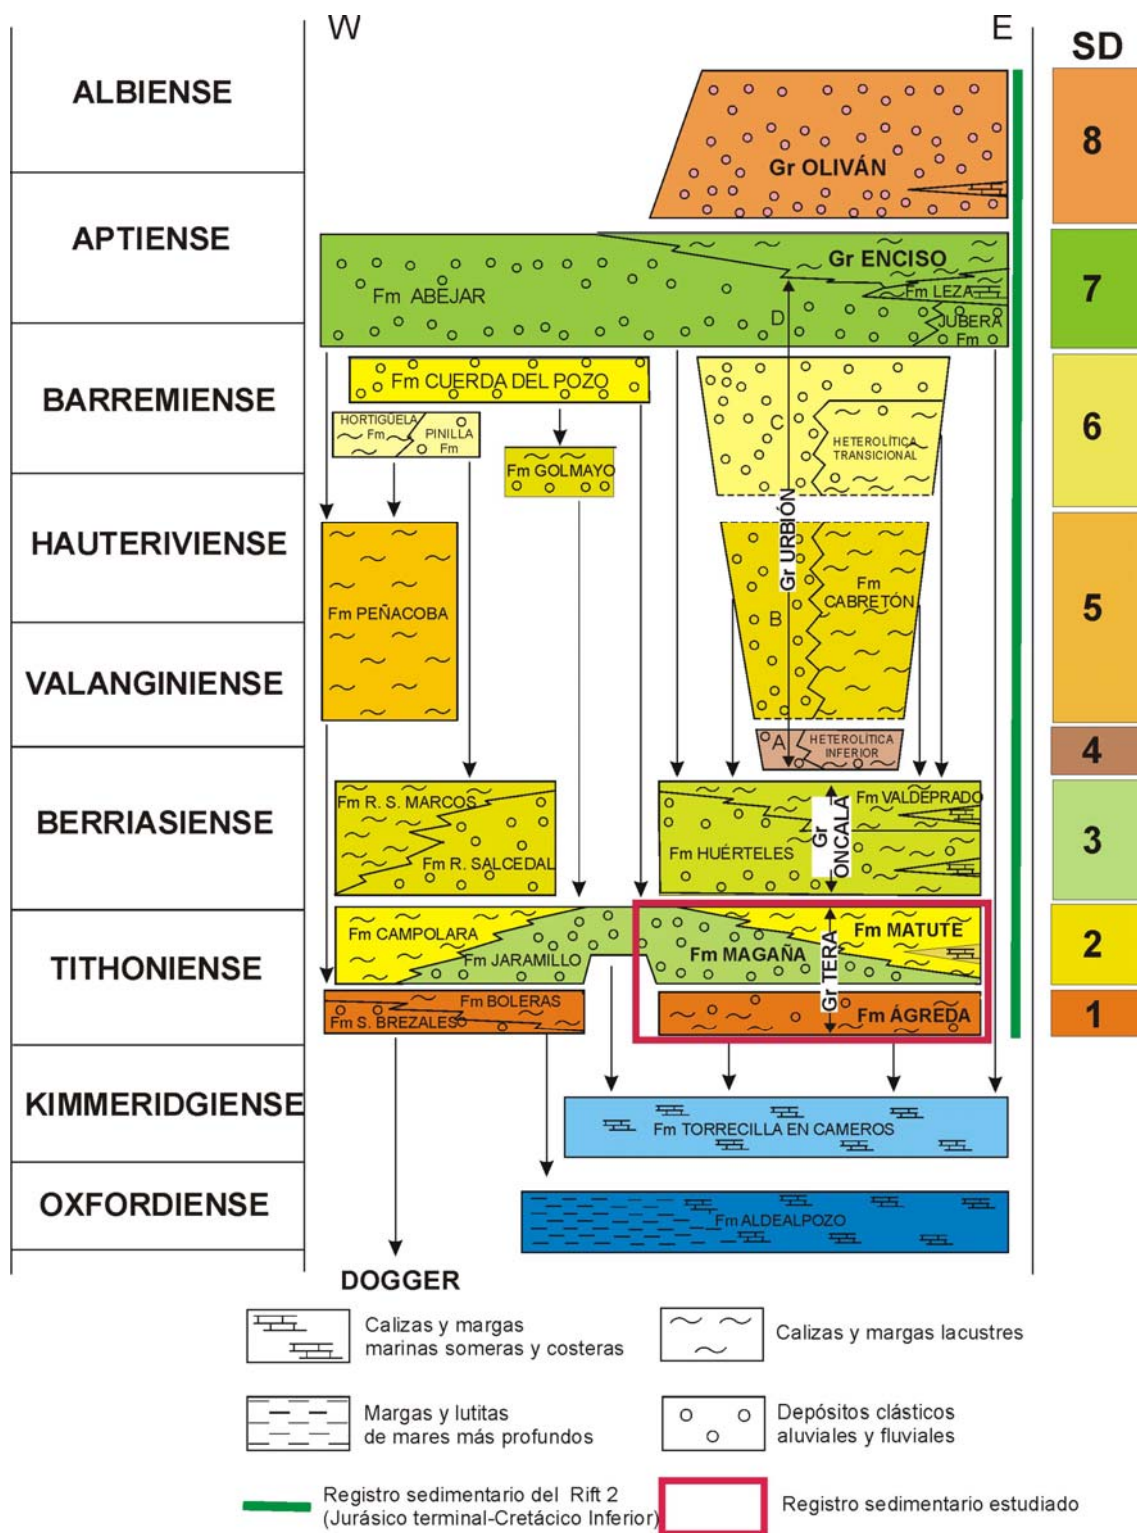 W
E
SD
ALBIENSE
APTIENSE
BARREMIENSE
HAUTERIVIENSE
VALANGINIENSE
BERRIASIENSE
TITHONIENSE
KIMMERIDGIENSE
OXFORDIENSE
Gr OLIVÁN
8
Gr ENCISO
Fm ABEJAR
Fm LEZA
D
JUBERA
Fm
7
Fm CUERDA DEL POZO
HORTIGÜELA
Fm
PINILLA
Fm
Fm GOLMAYO
C
HETEROLÍTICA
TRANSICIONAL
6
Gr URBIÓN
Fm PEÑACOBA
Fm
CABRETÓN
B
5
A
HETEROLÍTICA
INFERIOR
4
Fm R. S. MARCOS
Fm R. SALCEDAL
Fm VALDEPRADO
Fm HUÉRTELES
Gr
ONCALA
3
Fm CAMPOLARA
Fm JARAMILLO
Fm MAGAÑA
Fm MATUTE
Gr TERA
2
Fm BOLERAS
Fm S. BREZALES
Fm ÁGREDA
1
Fm TORRECILLA EN CAMEROS
Fm ALDEALPOZO
DOGGER
Calizas y margas
marinas someras y costeras
Calizas y margas lacustres
Margas y lutitas
de mares más profundos
Depósitos clásticos
aluviales y fluviales
Registro sedimentario del Rift 2
(Jurásico terminal-Cretácico Inferior)
Registro sedimentario estudiado